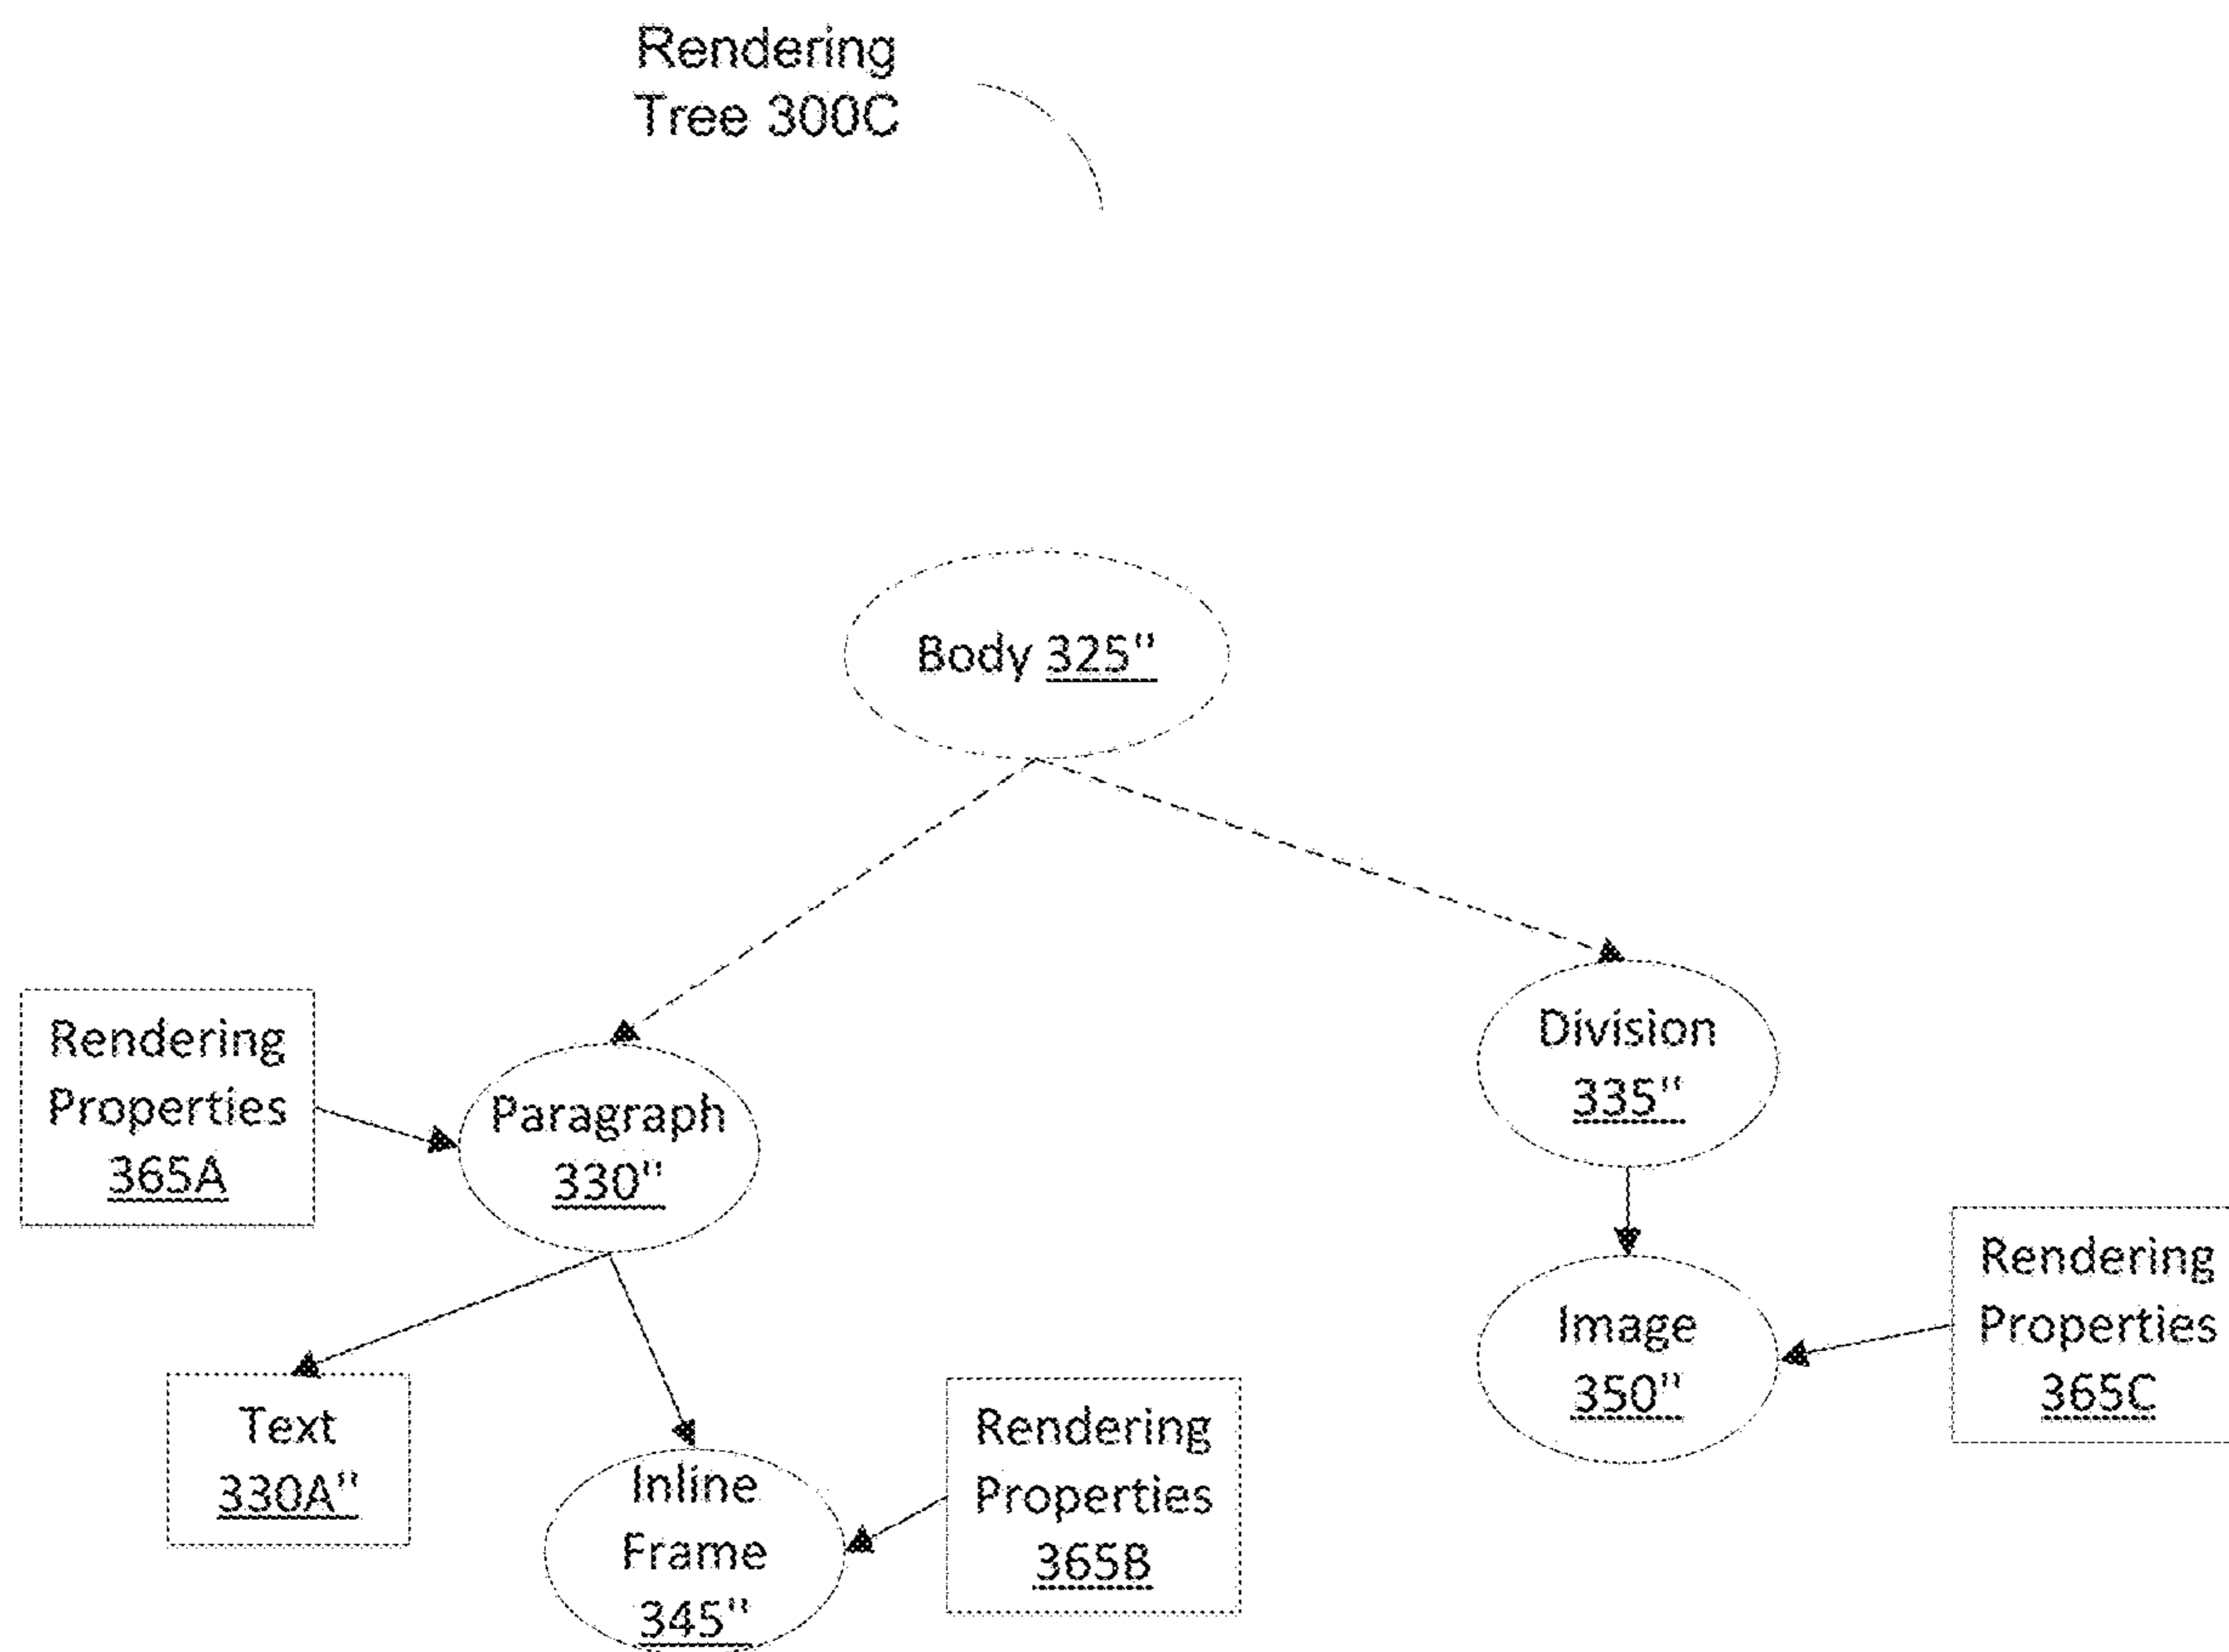 Rendering
Tree 300C
Body 325"
Rendering
Properties
365A
Paragraph
330"
Division
335"
Text
330A"
Inline
Frame
345"
Rendering
Properties
365B
Image
350"
Rendering
Properties
365C